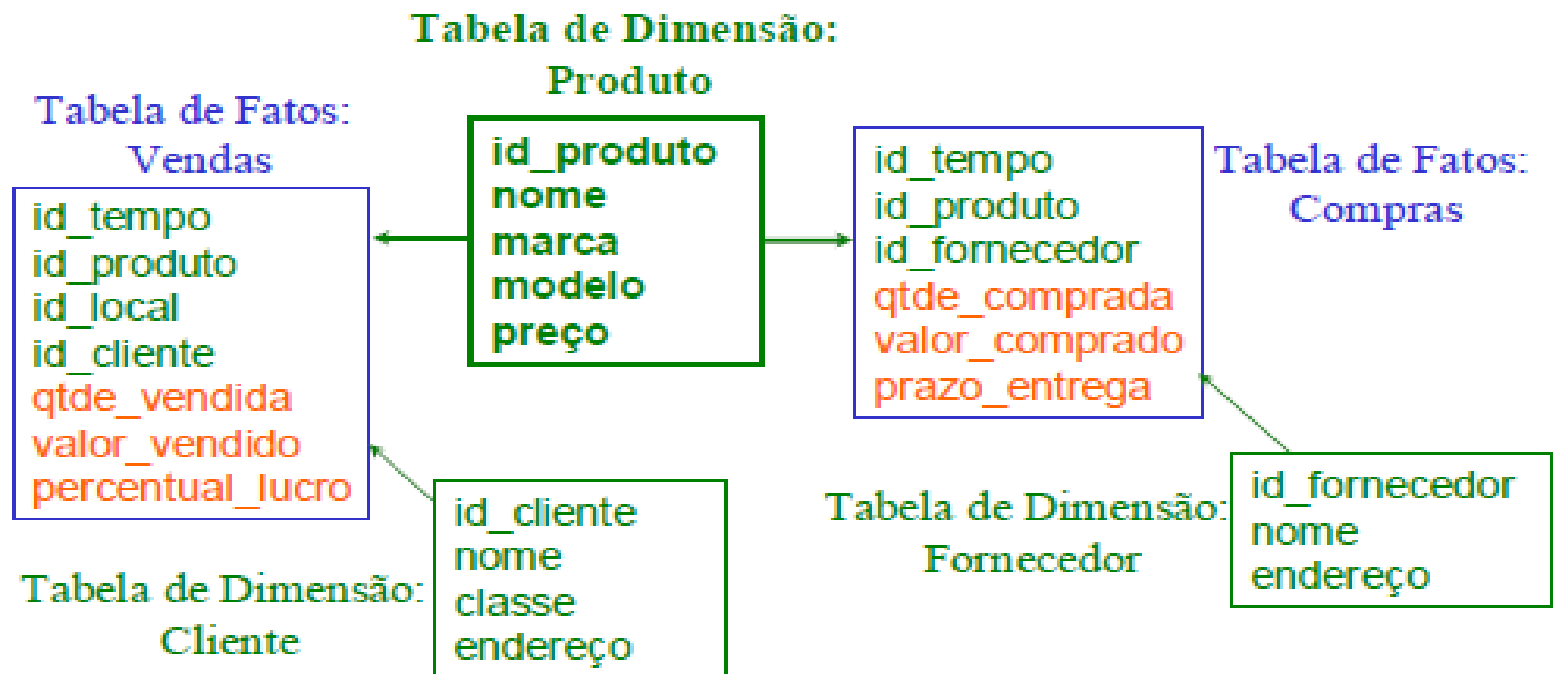 Tabela de Dimensão:
Produto
Tabela de Fatos:
Vendas
id_tempo
id_produto
id_local
id_cliente
qtde_vendida
valor_vendido
percentual_lucro
id_produto
nome
marca
modelo
preço
id_tempo
id_produto
id_fornecedor
qtde_comprada
valor_comprado
prazo_entrega
Tabela de Fatos:
Compras
Tabela de Dimensão:
Cliente
id_cliente
nome
classe
endereço
Tabela de Dimensão:
Fornecedor
id_fornecedor
nome
endereço